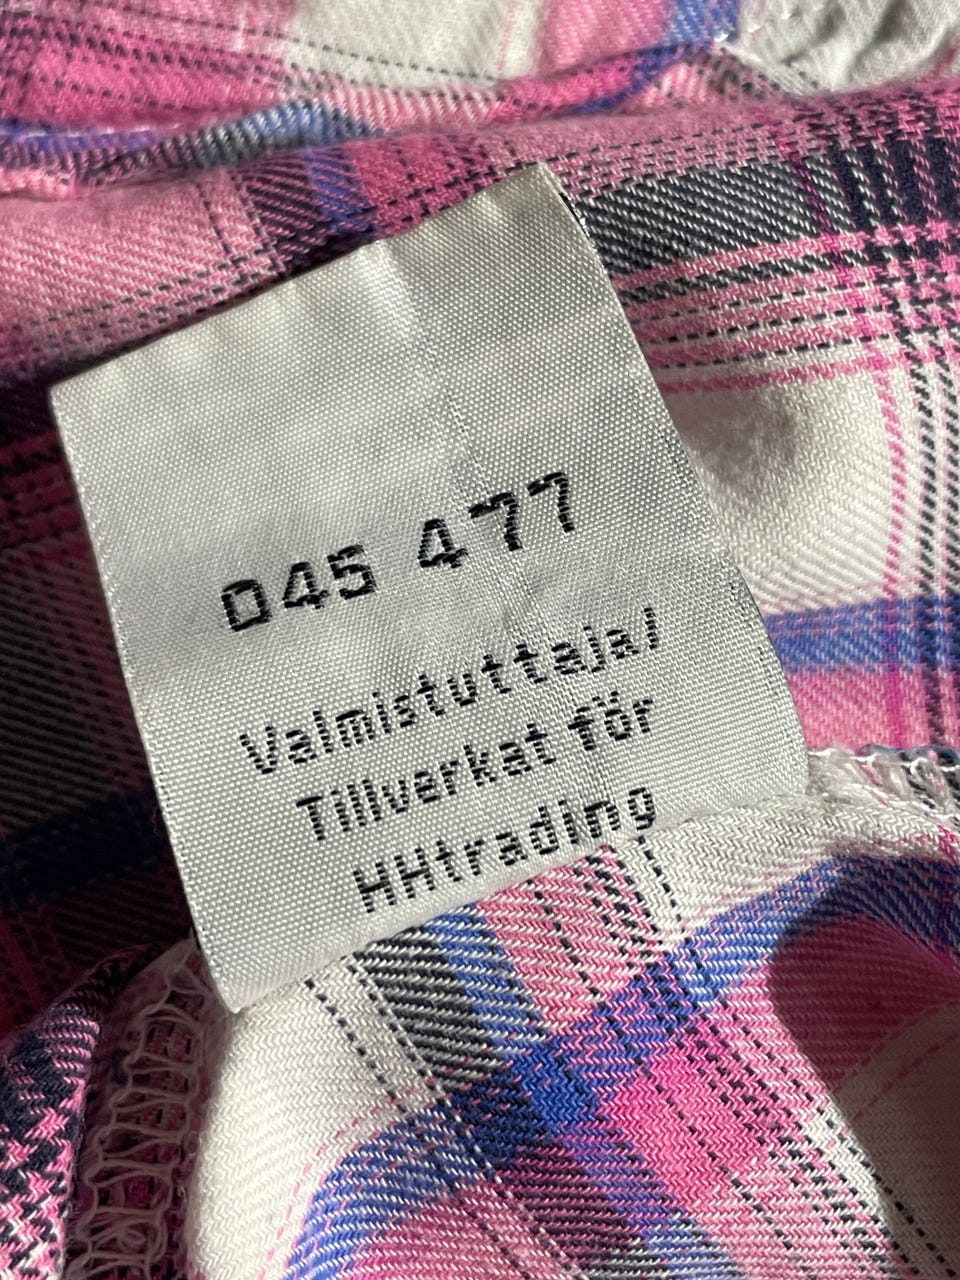 045 477
Valmistuttaja/
Tillverkat för
HHtrading